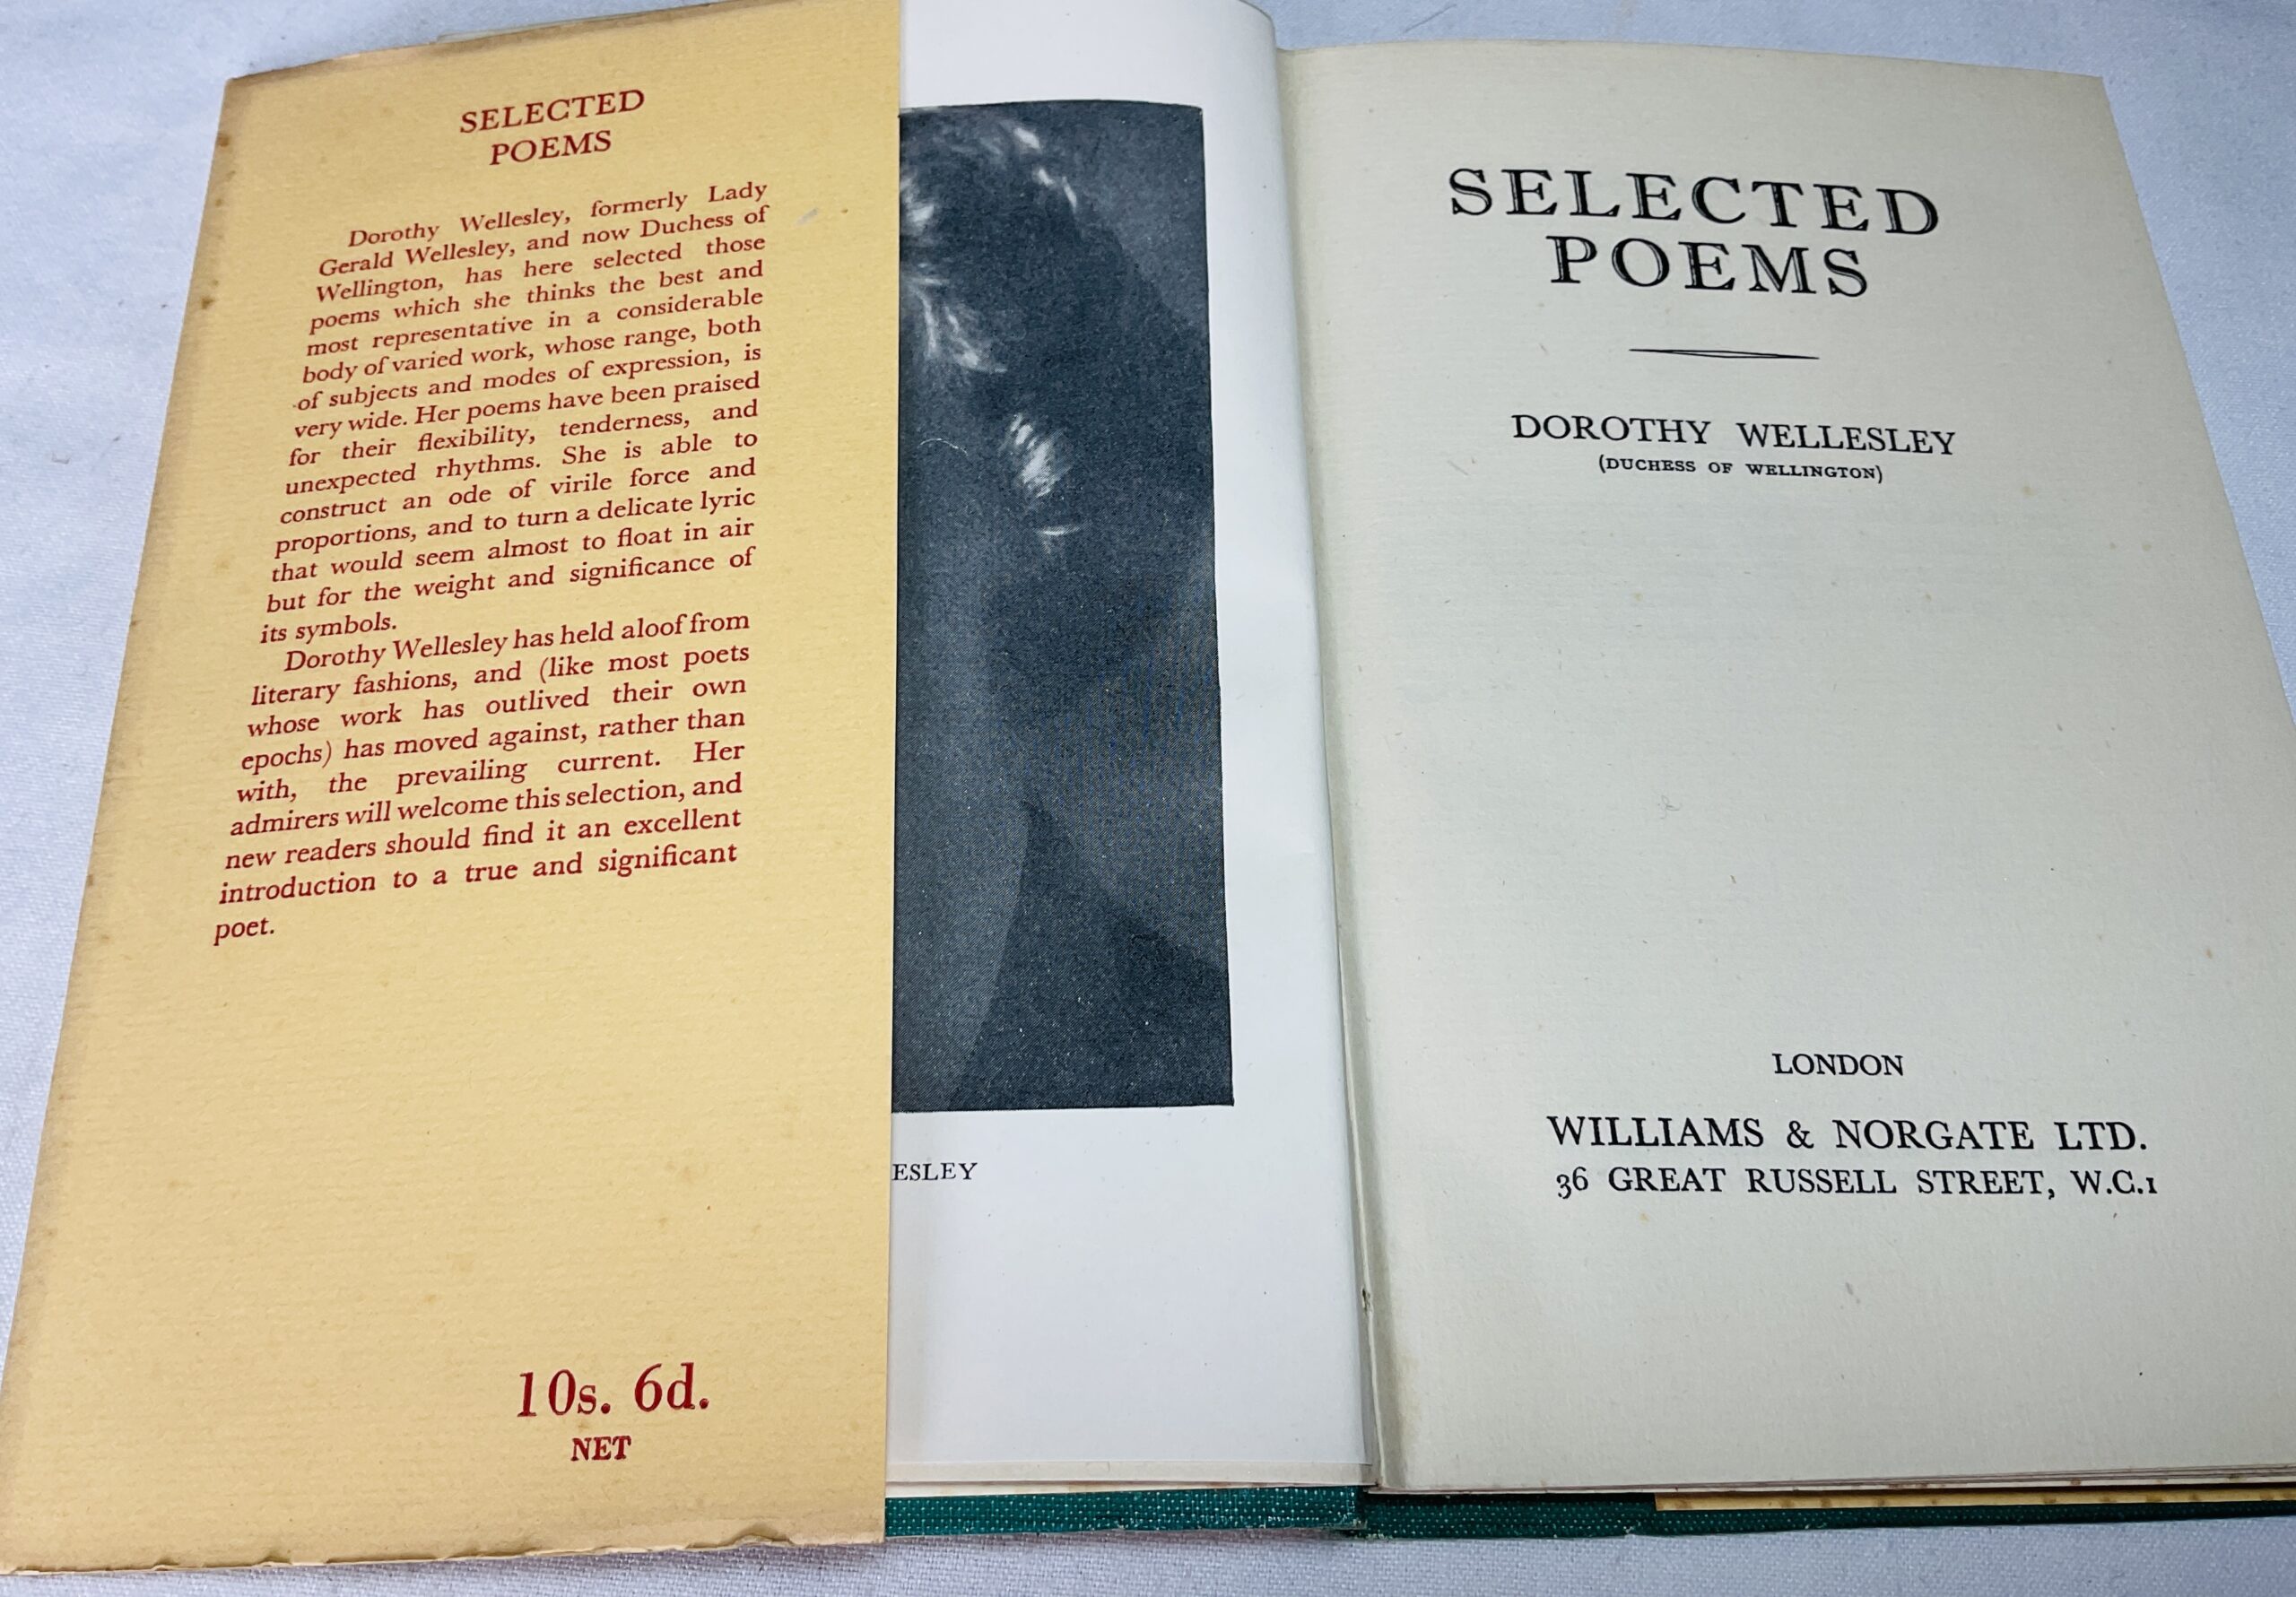 SELECTED
POEMS
Dorothy Wellesley, formerly Lady
Gerald Wellesley, and now Duchess of
Wellington, has here selected those
poems which she thinks the best and
most representative in a considerable
body of varied work, whose range, both
of subjects and modes of expression, is
very wide. Her poems have been praised
for their flexibility, tenderness, and
unexpected rhythms. She is able to
construct an ode of virile force and
proportions, and to turn a delicate lyric
that would seem almost to float in air
but for the weight and significance of
its symbols.
Dorothy Wellesley has held aloof from
literary fashions, and (like most poets
whose work has outlived their own
epochs) has moved against, rather than
with, the prevailing current. Her
admirers will welcome this selection, and
new readers should find it an excellent
introduction to a true and significant
poet.
10s. 6d.
NET
ESLEY
SELECTED
POEMS
DOROTHY WELLESLEY
(DUCHESS OF WELLINGTON)
LONDON
WILLIAMS & NORGATE LTD.
36 GREAT RUSSELL STREET, W.C.1